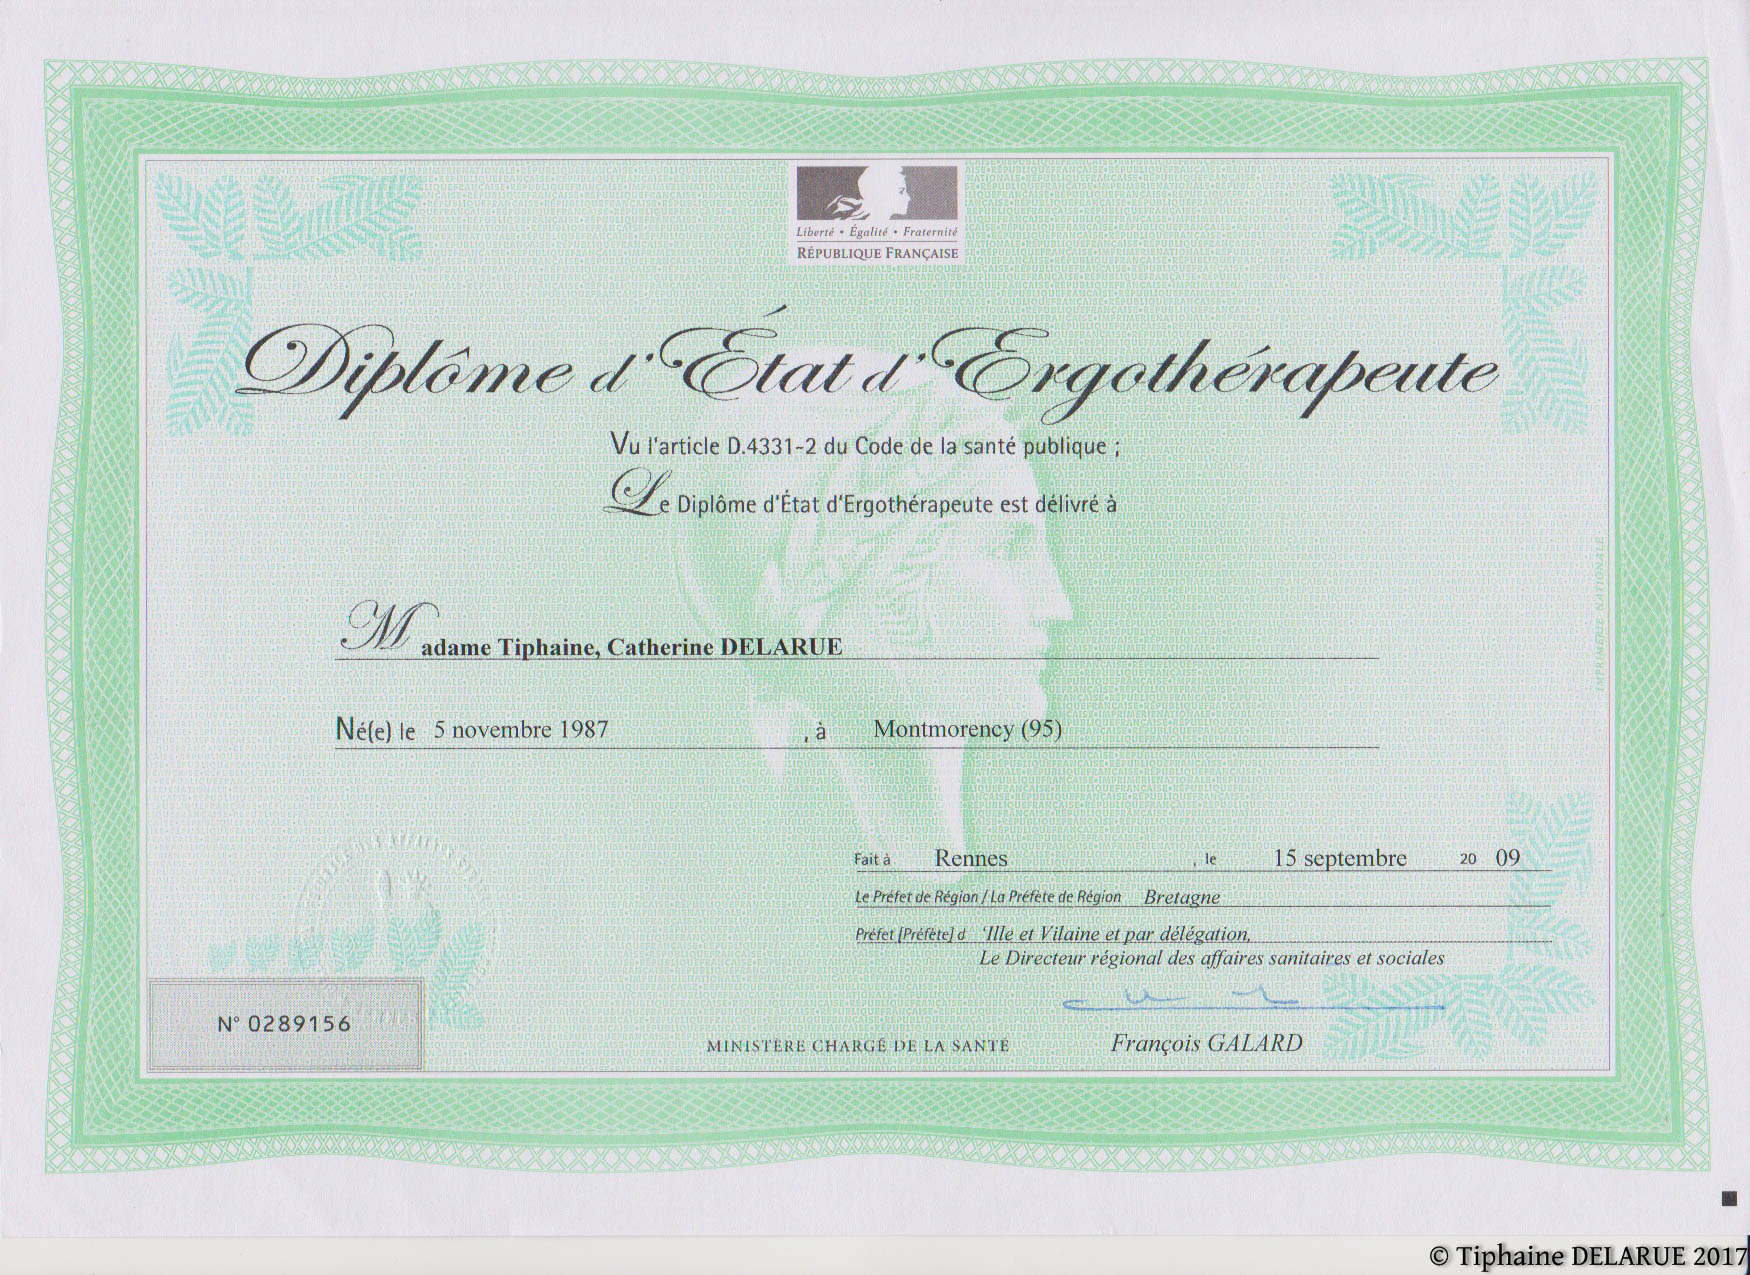 Liberté • Égalité • Fraternité
RÉPUBLIQUE FRANÇAISE
Diplôme d'État d'Ergothérapeute
Vu l'article D.4331-2 du Code de la santé publique ;
Le Diplôme d'État d'Ergothérapeute est délivré à
Madame Tiphaine, Catherine DELARUE
Né(e) le 5 novembre 1987 , à Montmorency (95)
Fait à Rennes , le 15 septembre 20 09
Le Préfet de Région / La Préfète de Région Bretagne
Préfet [Préfète] d 'Ille et Vilaine et par délégation,
Le Directeur régional des affaires sanitaires et sociales
N° 0289156
MINISTÈRE CHARGÉ DE LA SANTÉ
François GALARD
IMPRIMERIE NATIONALE
© Tiphaine DELARUE 2017